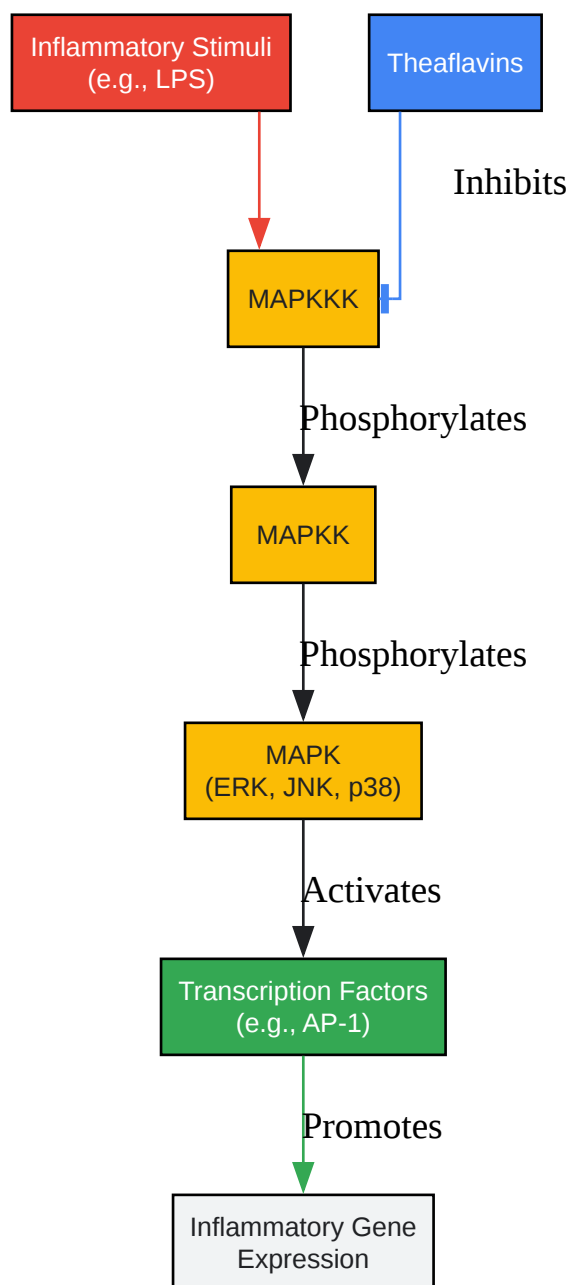 Inflammatory Stimuli
(e.g., LPS)
Theaflavins
Inhibits
MAPKKK
Phosphorylates
MAPKK
Phosphorylates
MAPK
(ERK, JNK, p38)
Activates
Transcription Factors
(e.g., AP-1)
Promotes
Inflammatory Gene
Expression